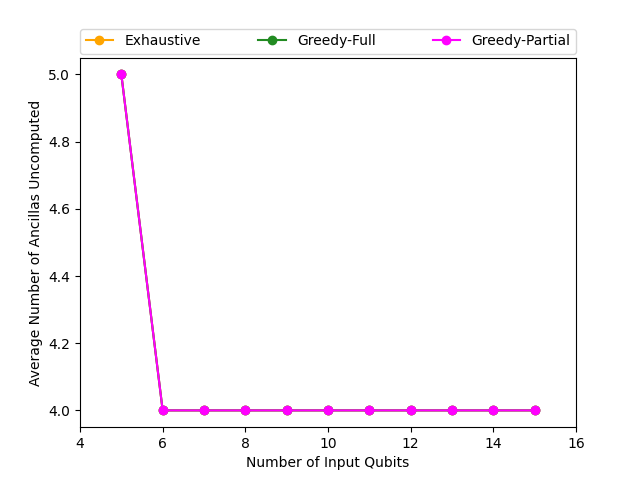 Exhaustive Greedy-Full Greedy-Partial
Average Number of Ancillas Uncomputed
5.0
4.8
4.6
4.4
4.2
4.0
4 6 8 10 12 14 16
Number of Input Qubits